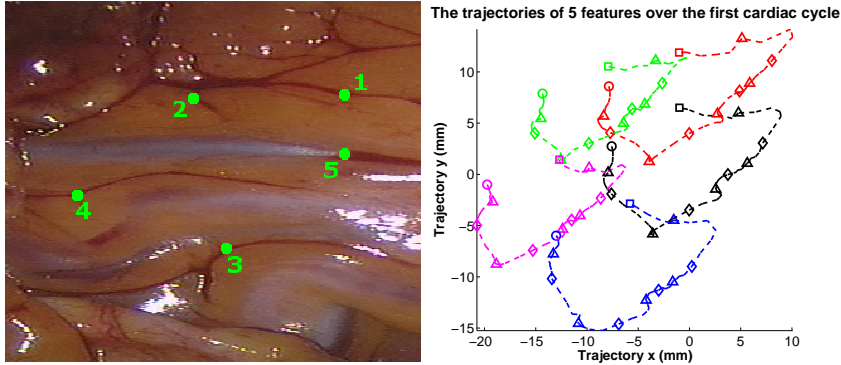 The trajectories of 5 features over the first cardiac cycle
1
2
5
4
3
Trajectory y (mm)
10
5
0
−5
−10
−15
−20 −15 −10 −5 0 5 10
Trajectory x (mm)